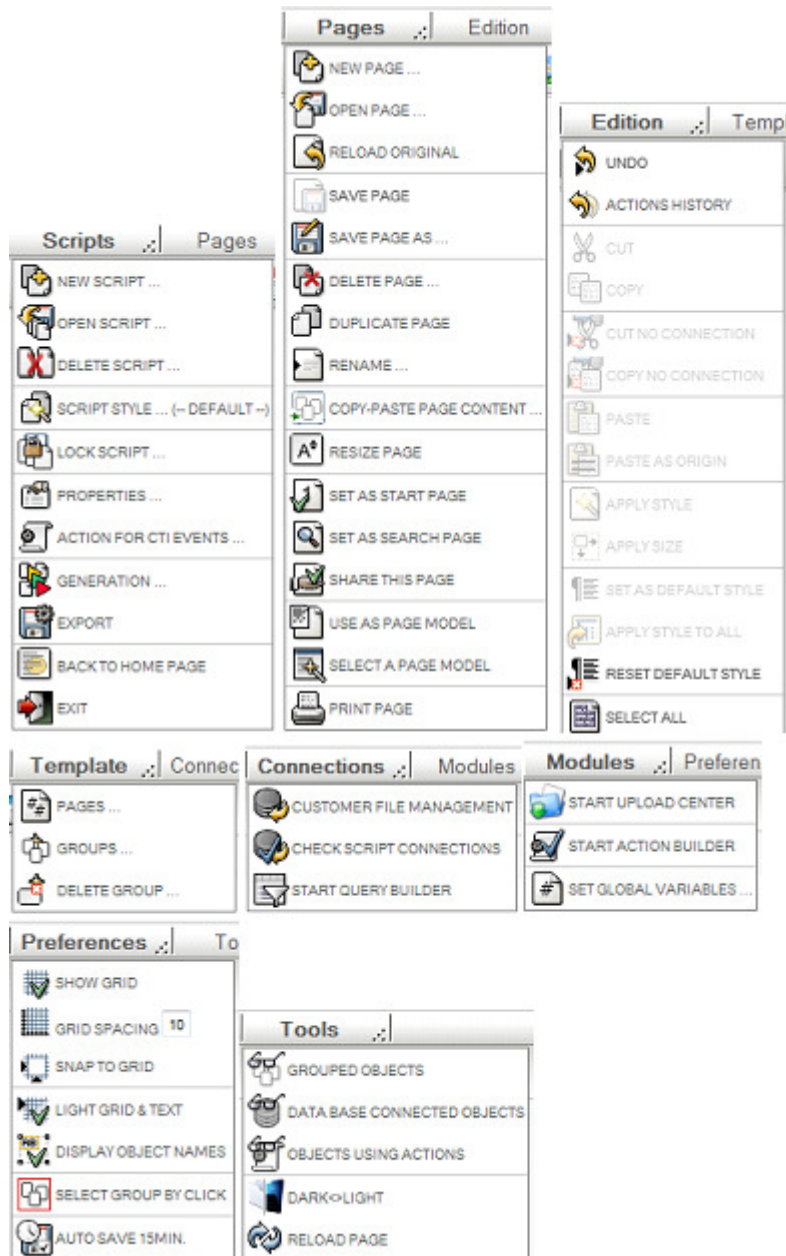 Pages Edition
NEW PAGE ...
OPEN PAGE ...
RELOAD ORIGINAL
SAVE PAGE
SAVE PAGE AS ...
DELETE PAGE ...
DUPLICATE PAGE
RENAME ...
COPY-PASTE PAGE CONTENT ...
RESIZE PAGE
SET AS START PAGE
SET AS SEARCH PAGE
SHARE THIS PAGE
USE AS PAGE MODEL
SELECT A PAGE MODEL
PRINT PAGE
Edition Templ
UNDO
ACTIONS HISTORY
CUT
COPY
CUT NO CONNECTION
COPY NO CONNECTION
PASTE
PASTE AS ORIGIN
APPLY STYLE
APPLY SIZE
SET AS DEFAULT STYLE
APPLY STYLE TO ALL
RESET DEFAULT STYLE
SELECT ALL
Scripts Pages
NEW SCRIPT ...
OPEN SCRIPT ...
DELETE SCRIPT ...
SCRIPT STYLE ... (-- DEFAULT --)
LOCK SCRIPT ...
PROPERTIES ...
ACTION FOR CTI EVENTS ...
GENERATION ...
EXPORT
BACK TO HOME PAGE
EXIT
Template Connec
PAGES ...
GROUPS ...
DELETE GROUP ...
Connections Modules
CUSTOMER FILE MANAGEMENT
CHECK SCRIPT CONNECTIONS
START QUERY BUILDER
Modules Preferen
START UPLOAD CENTER
START ACTION BUILDER
SET GLOBAL VARIABLES ...
Preferences To
SHOW GRID
GRID SPACING 10
SNAP TO GRID
LIGHT GRID & TEXT
DISPLAY OBJECT NAMES
SELECT GROUP BY CLICK
AUTO SAVE 15MIN.
Tools
GROUPED OBJECTS
DATA BASE CONNECTED OBJECTS
OBJECTS USING ACTIONS
DARK<>LIGHT
RELOAD PAGE